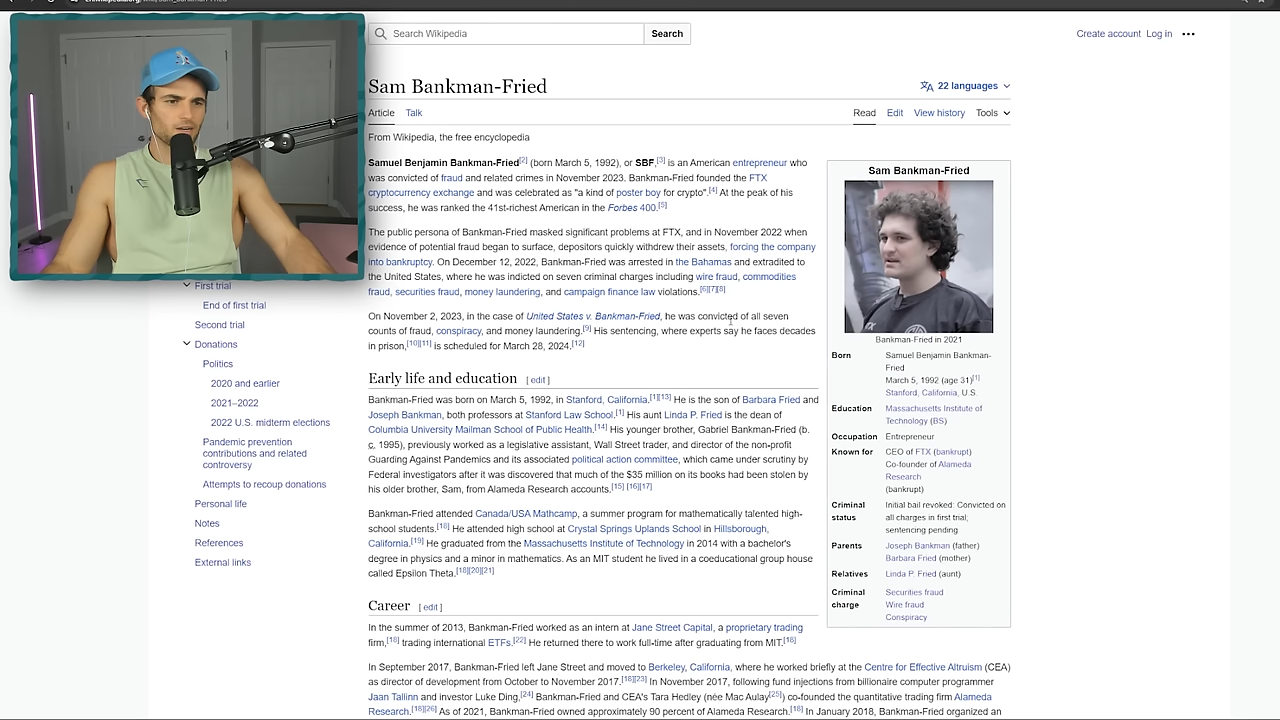 Search Wikipedia
Search
Create account Log in •••
Sam Bankman-Fried
22 languages
Article Talk
Read Edit View history Tools
From Wikipedia, the free encyclopedia
Samuel Benjamin Bankman-Fried[2] (born March 5, 1992), or SBF,[3] is an American entrepreneur who
was convicted of fraud and related crimes in November 2023. Bankman-Fried founded the FTX
cryptocurrency exchange and was celebrated as "a kind of poster boy for crypto".[4] At the peak of his
success, he was ranked the 41st-richest American in the Forbes 400.[5]
The public persona of Bankman-Fried masked significant problems at FTX, and in November 2022 when
evidence of potential fraud began to surface, depositors quickly withdrew their assets, forcing the company
into bankruptcy. On December 12, 2022, Bankman-Fried was arrested in the Bahamas and extradited to
the United States, where he was indicted on seven criminal charges including wire fraud, commodities
fraud, securities fraud, money laundering, and campaign finance law violations.[6][7][8]
On November 2, 2023, in the case of United States v. Bankman-Fried, he was convicted of all seven
counts of fraud, conspiracy, and money laundering.[9] His sentencing, where experts say he faces decades
in prison,[10][11] is scheduled for March 28, 2024.[12]
Early life and education [ edit ]
Bankman-Fried was born on March 5, 1992, in Stanford, California.[1][13] He is the son of Barbara Fried and
Joseph Bankman, both professors at Stanford Law School.[1] His aunt Linda P. Fried is the dean of
Columbia University Mailman School of Public Health.[14] His younger brother, Gabriel Bankman-Fried (b.
c. 1995), previously worked as a legislative assistant, Wall Street trader, and director of the non-profit
Guarding Against Pandemics and its associated political action committee, which came under scrutiny by
Federal investigators after it was discovered that much of the $35 million on its books had been stolen by
his older brother, Sam, from Alameda Research accounts.[15] [16][17]
Bankman-Fried attended Canada/USA Mathcamp, a summer program for mathematically talented high-
school students.[18] He attended high school at Crystal Springs Uplands School in Hillsborough,
California.[19] He graduated from the Massachusetts Institute of Technology in 2014 with a bachelor's
degree in physics and a minor in mathematics. As an MIT student he lived in a coeducational group house
called Epsilon Theta.[18][20][21]
Career [ edit ]
In the summer of 2013, Bankman-Fried worked as an intern at Jane Street Capital, a proprietary trading
firm,[18] trading international ETFs.[22] He returned there to work full-time after graduating from MIT.[18]
In September 2017, Bankman-Fried left Jane Street and moved to Berkeley, California, where he worked briefly at the Centre for Effective Altruism (CEA)
as director of development from October to November 2017.[18][23] In November 2017, following fund injections from billionaire computer programmer
Jaan Tallinn and investor Luke Ding,[24] Bankman-Fried and CEA's Tara Hedley (née Mac Aulay[25]) co-founded the quantitative trading firm Alameda
Research.[18][26] As of 2021, Bankman-Fried owned approximately 90 percent of Alameda Research.[18] In January 2018, Bankman-Fried organized an
First trial
End of first trial
Second trial
Donations
Politics
2020 and earlier
2021–2022
2022 U.S. midterm elections
Pandemic prevention
contributions and related
controversy
Attempts to recoup donations
Personal life
Notes
References
External links
Sam Bankman-Fried
Bankman-Fried in 2021
Born Samuel Benjamin Bankman-
Fried
March 5, 1992 (age 31)[1]
Stanford, California, U.S.
Education Massachusetts Institute of
Technology (BS)
Occupation Entrepreneur
Known for CEO of FTX (bankrupt)
Co-founder of Alameda
Research
(bankrupt)
Criminal status Initial bail revoked: Convicted on
all charges in first trial;
sentencing pending
Parents Joseph Bankman (father)
Barbara Fried (mother)
Relatives Linda P. Fried (aunt)
Criminal charge Securities fraud
Wire fraud
Conspiracy